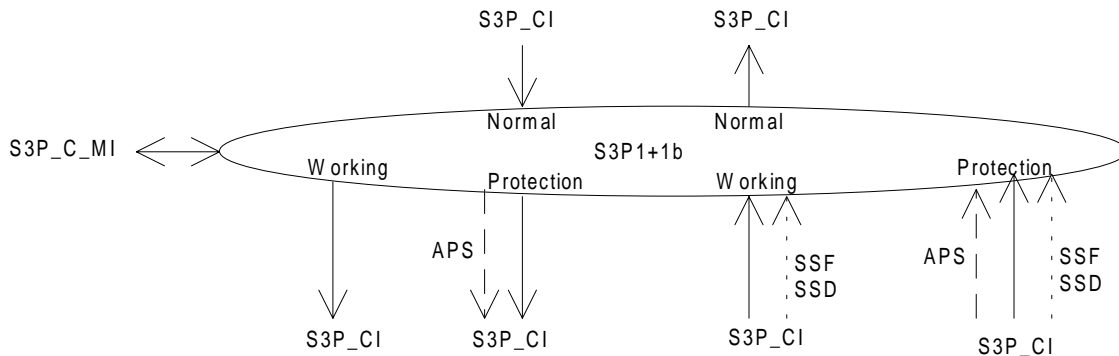 S3P_CI S3P_CI
Normal Normal
S3P_C_MI S3P1+1b
Working Protection Working Protection
APS SSF APS SSF
SSD SSD
S3P_CI S3P_CI S3P_CI S3P_CI